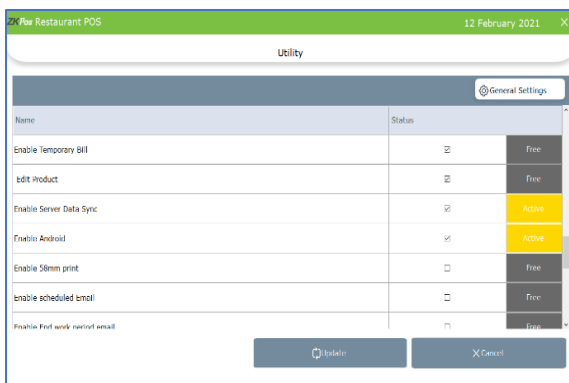 ZKPos Restaurant POS 12 February 2021 X
Utility
General Settings
Name Status
Enable Temporary Bill Free
Edit Product Free
Enable Server Data Sync Active
Enable Android Active
Enable 58mm print Free
Enable scheduled Email Free
Enable End work period email Free
Update Cancel